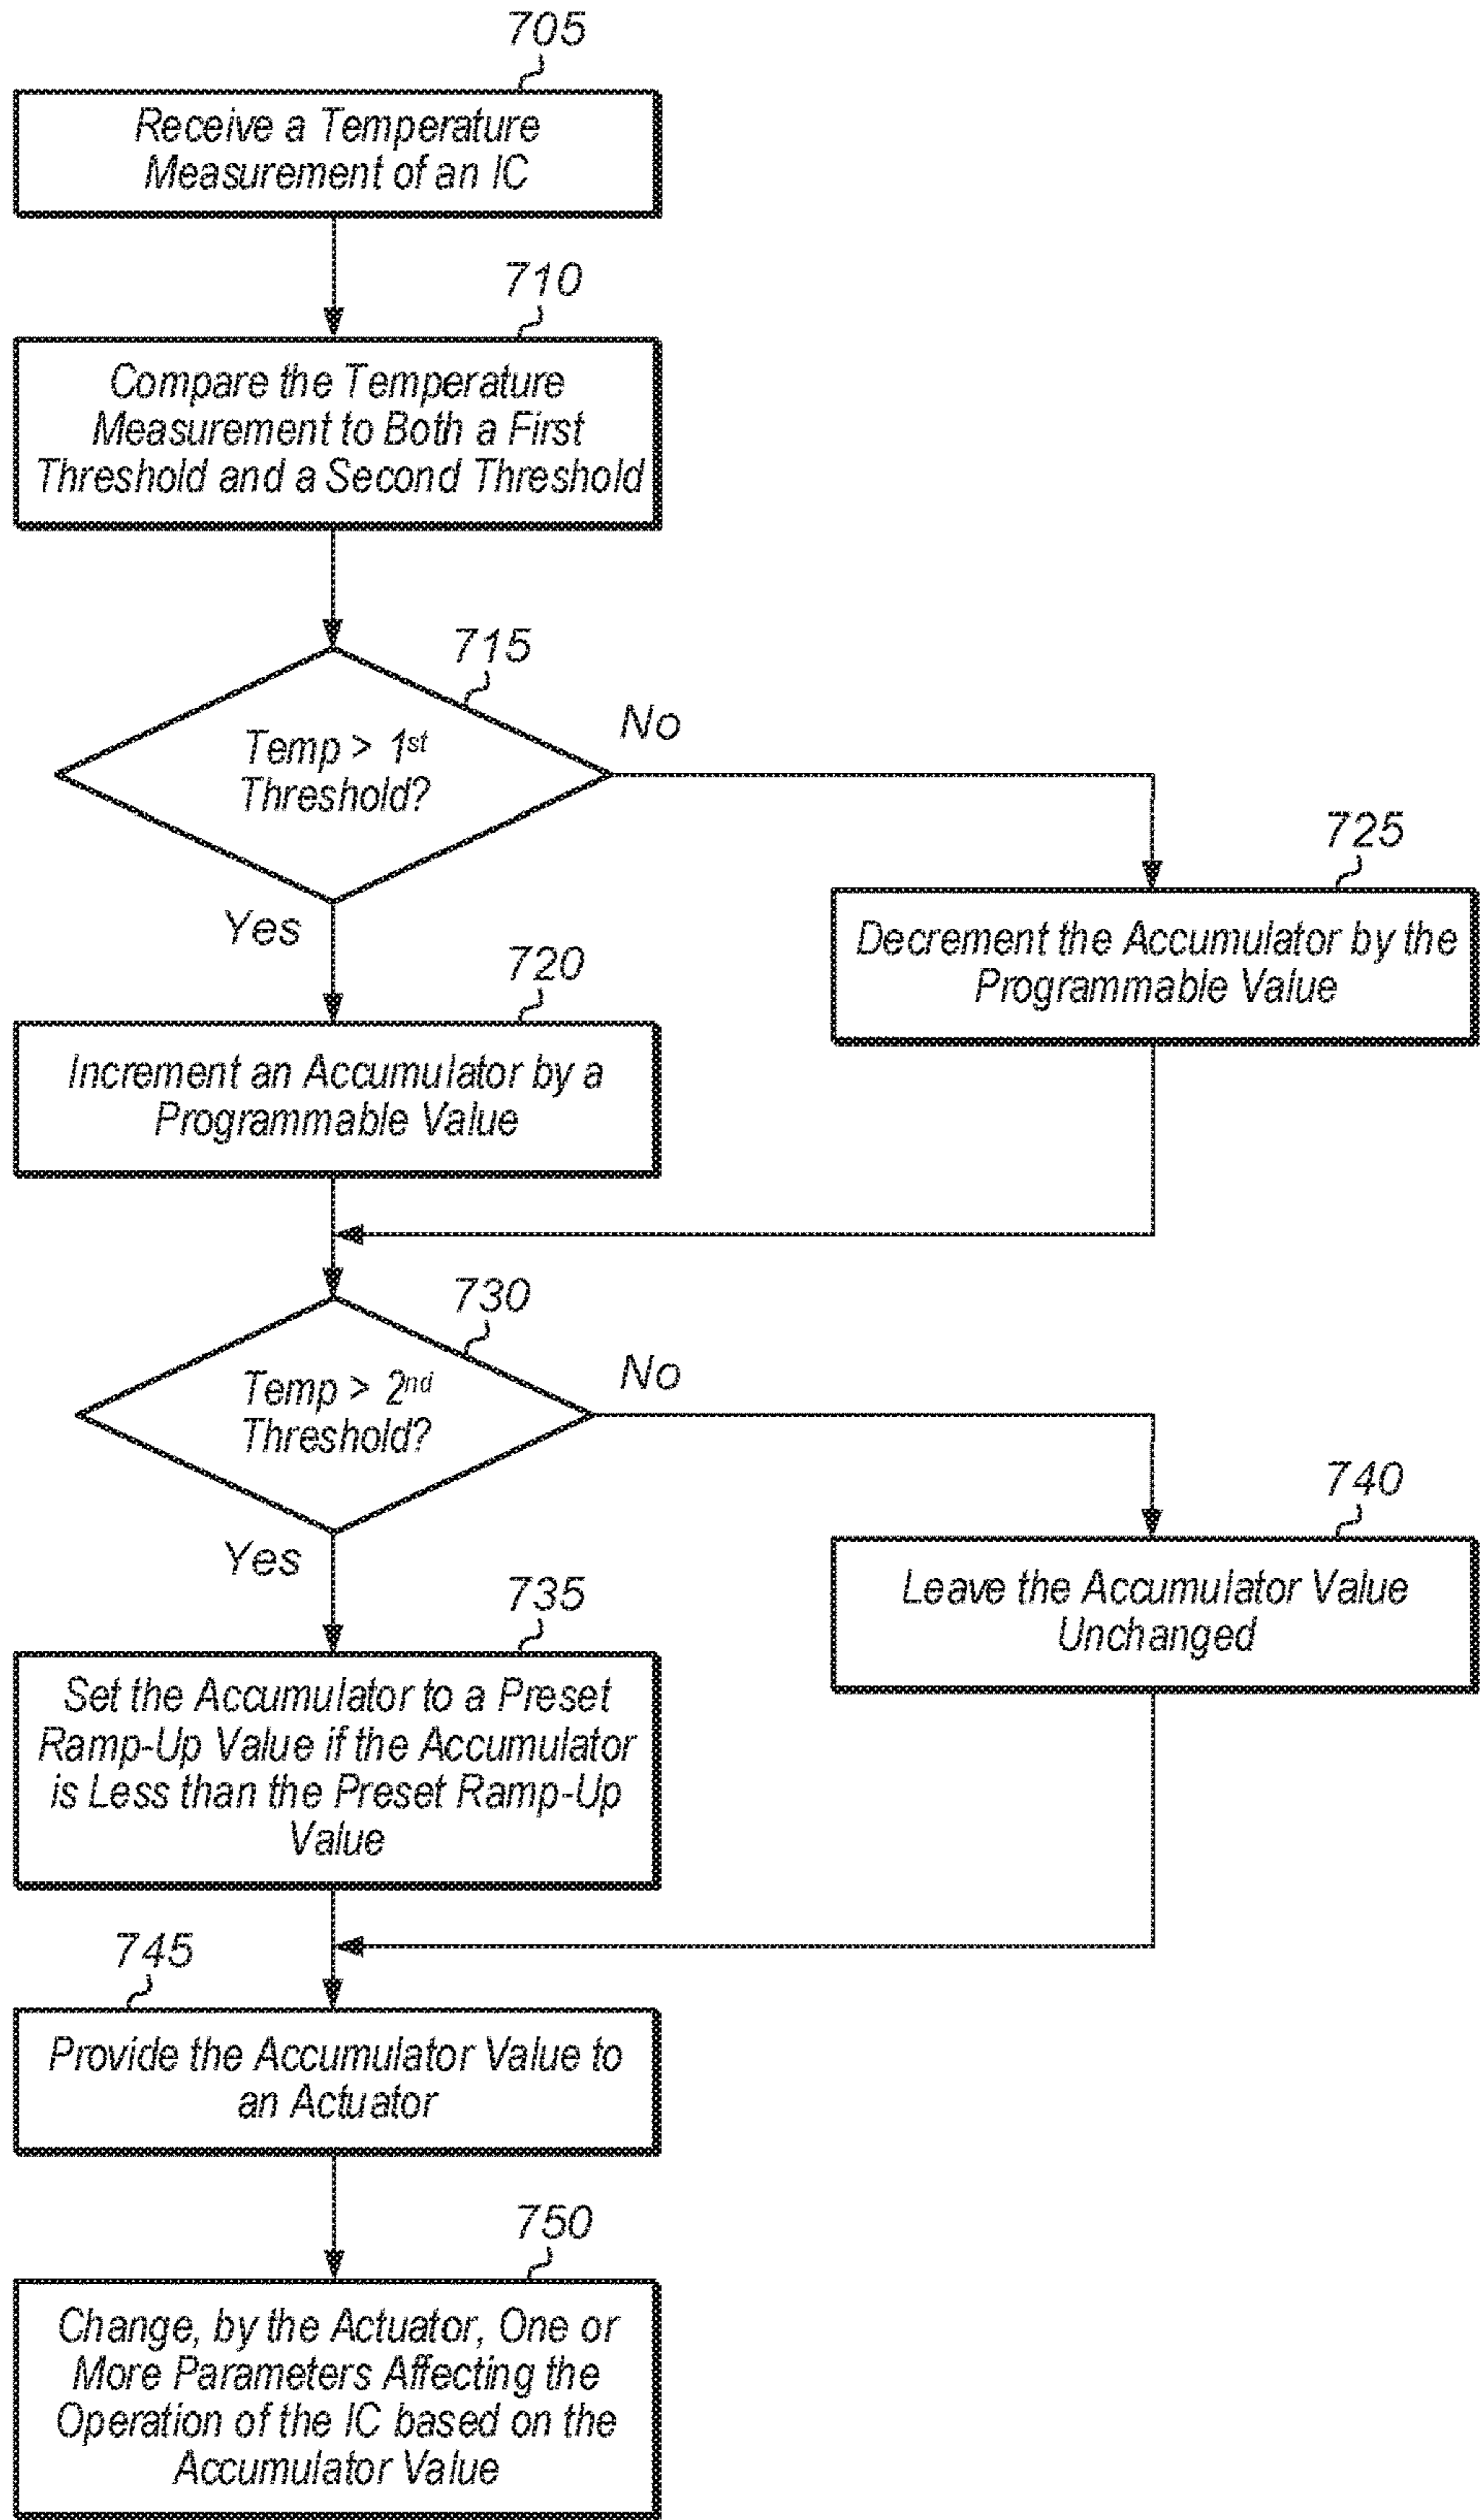 705
Receive a Temperature
Measurement of an IC
710
Compare the Temperature
Measurement to Both a First
Threshold and a Second Threshold
715
Temp > 1st
Threshold?
No
Yes
725
Decrement the Accumulator by the
Programmable Value
720
Increment an Accumulator by a
Programmable Value
730
Temp > 2nd
Threshold?
No
Yes
740
Leave the Accumulator Value
Unchanged
735
Set the Accumulator to a Preset
Ramp-Up Value if the Accumulator
is Less than the Preset Ramp-Up
Value
745
Provide the Accumulator Value to
an Actuator
750
Change, by the Actuator, One or
More Parameters Affecting the
Operation of the IC based on the
Accumulator Value